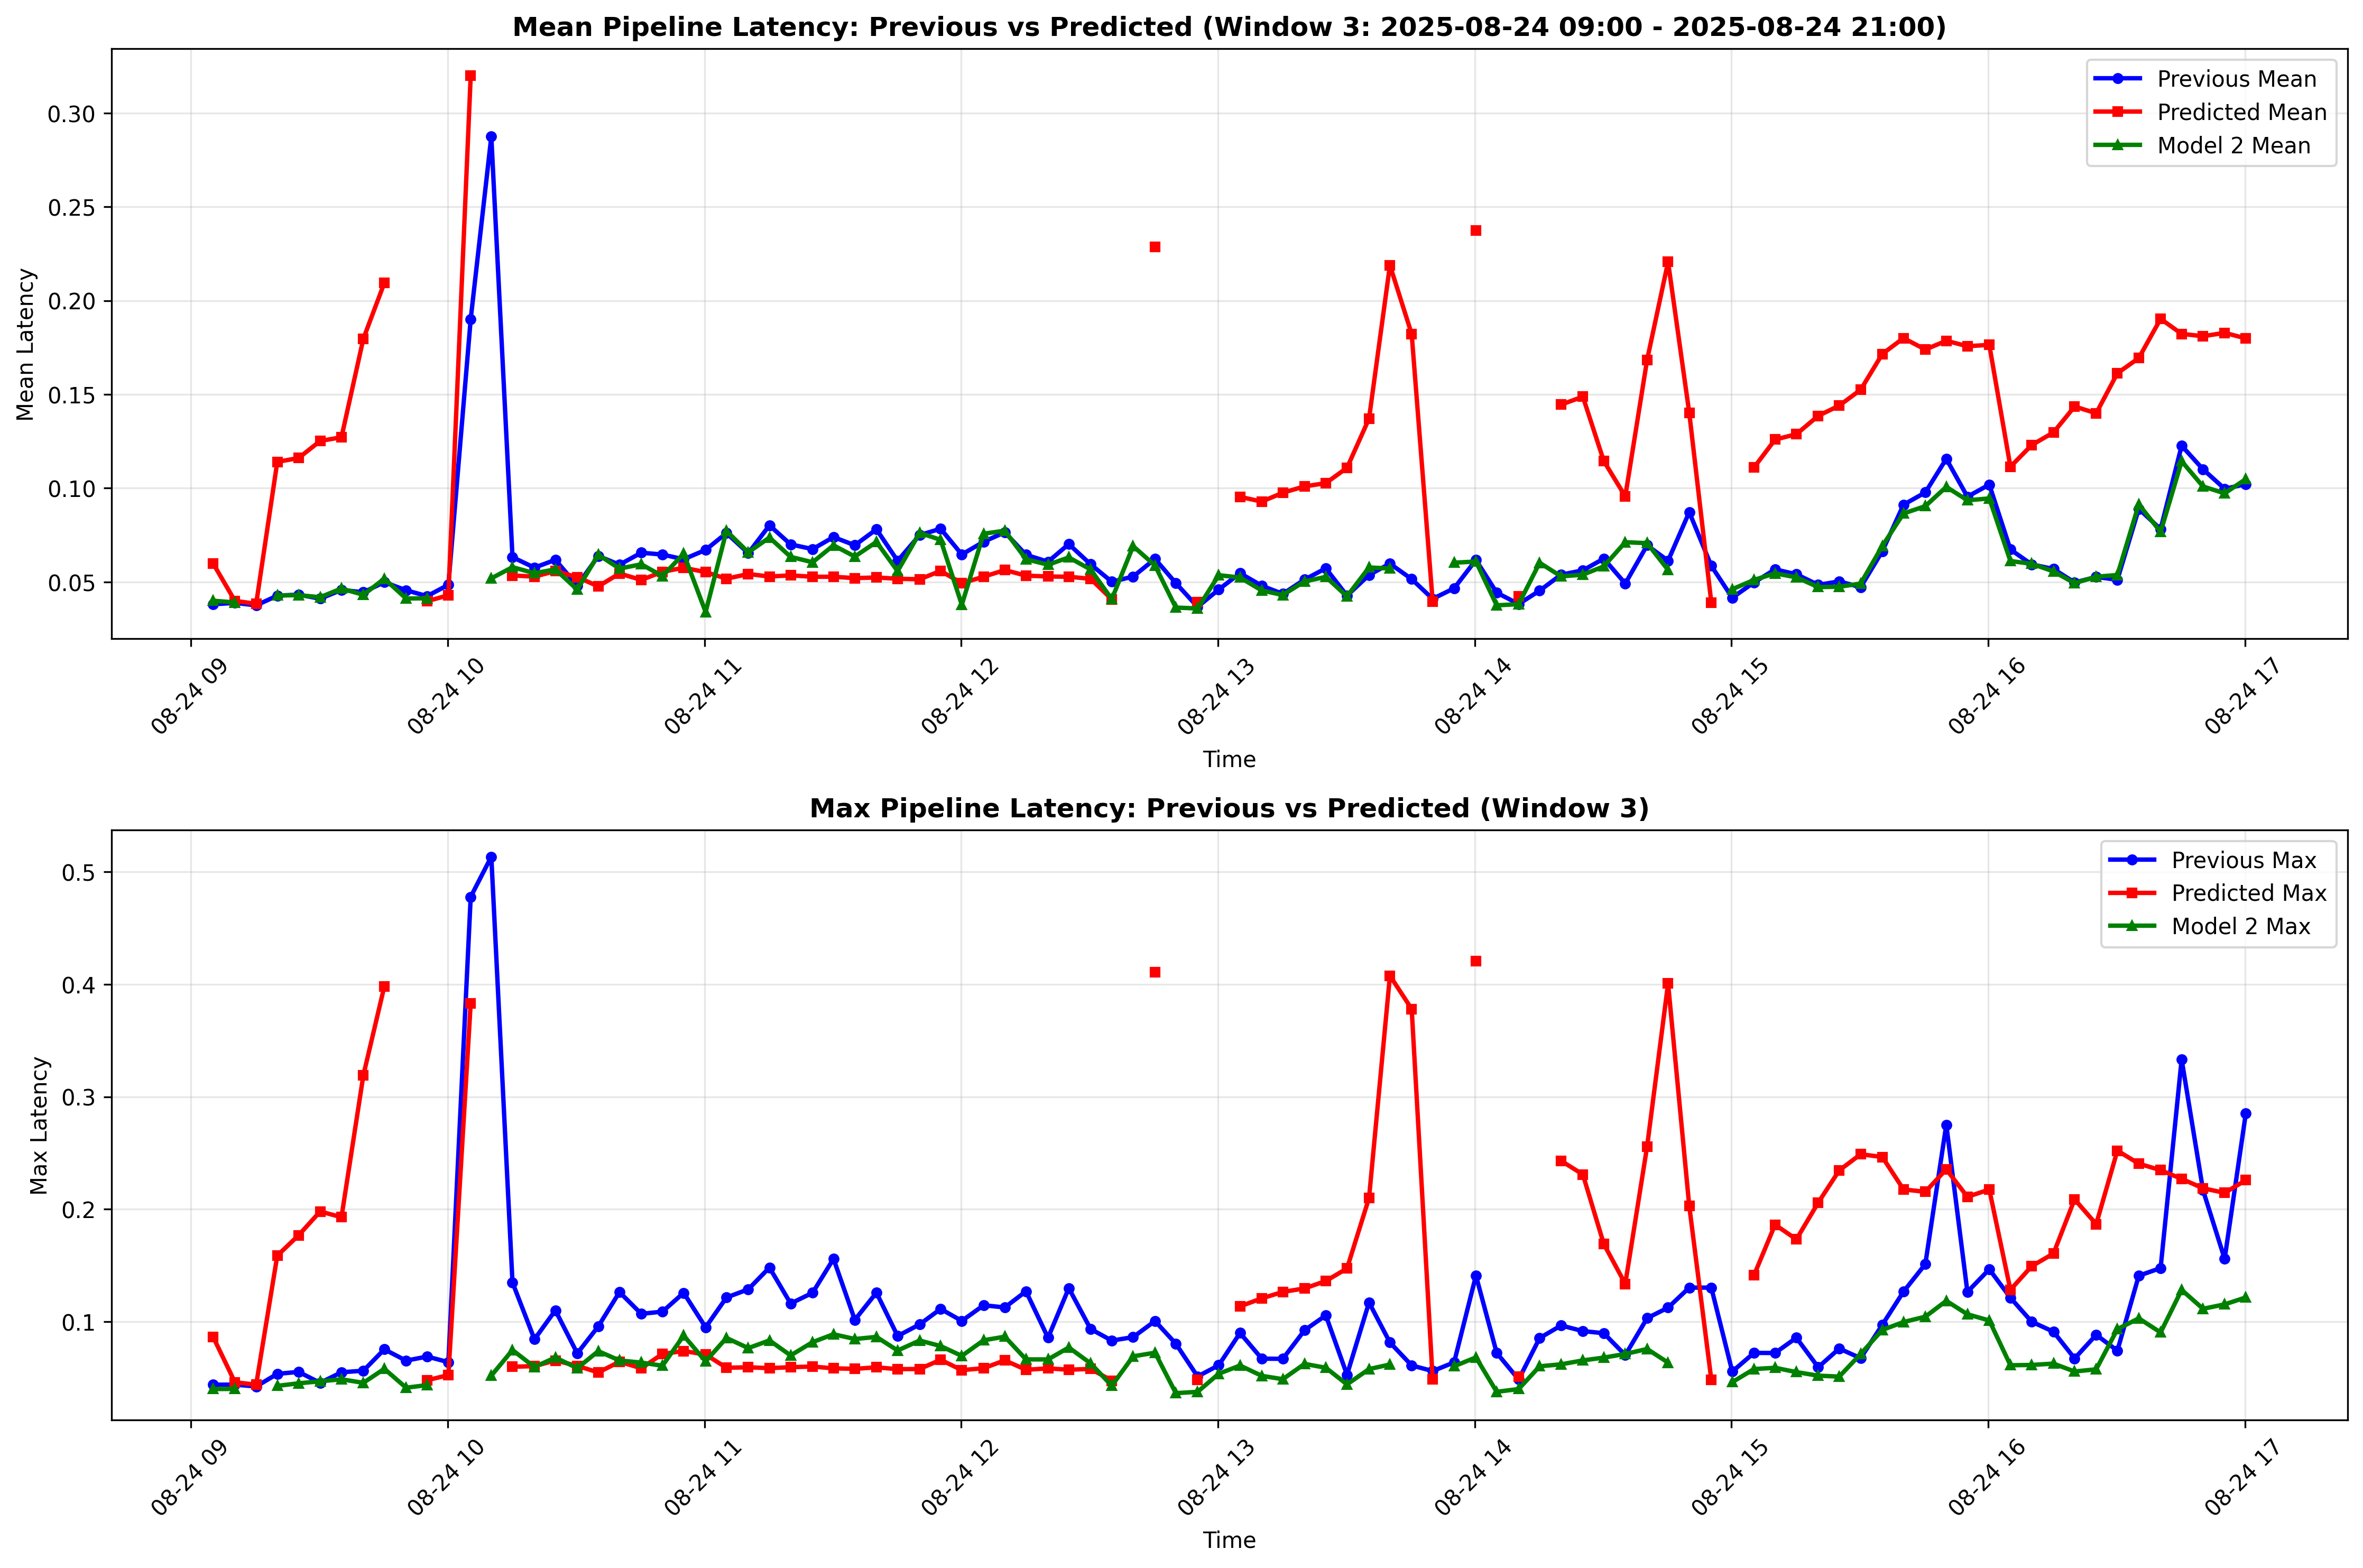 Mean Pipeline Latency: Previous vs Predicted (Window 3: 2025-08-24 09:00 - 2025-08-24 21:00)
Previous Mean
Predicted Mean
Model 2 Mean
Mean Latency
0.30
0.25
0.20
0.15
0.10
0.05
08-24 09
08-24 10
08-24 11
08-24 12
08-24 13
08-24 14
08-24 15
08-24 16
08-24 17
Time
Max Pipeline Latency: Previous vs Predicted (Window 3)
Previous Max
Predicted Max
Model 2 Max
Max Latency
0.5
0.4
0.3
0.2
0.1
08-24 09
08-24 10
08-24 11
08-24 12
08-24 13
08-24 14
08-24 15
08-24 16
08-24 17
Time